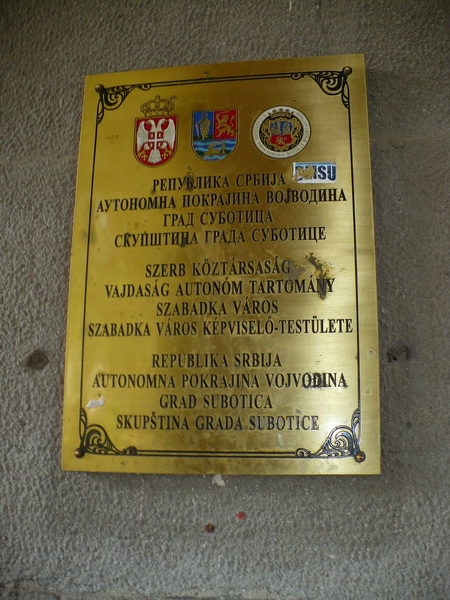 РЕПУБЛИКА СРБИЈА
АУТОНОМНА ПОКРАЈИНА ВОЈВОДИНА
ГРАД СУБОТИЦА
СКУПШТИНА ГРАДА СУБОТИЦЕ
SZERB KÖZTÁRSASÁG
VAJDASÁG AUTONÓM TARTOMÁNY
SZABADKA VÁROS
SZABADKA VÁROS KÉPVISELŐ-TESTÜLETE
REPUBLIKA SRBIJA
AUTONOMNA POKRAJINA VOJVODINA
GRAD SUBOTICA
SKUPŠTINA GRADA SUBOTICE